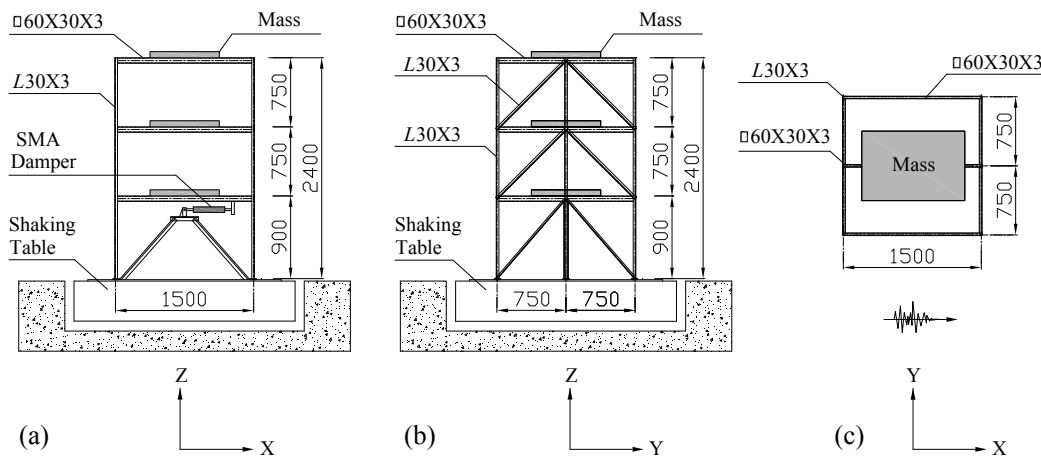 □60X30X3
Mass
L30X3
SMA
Damper
Shaking
Table
750
750
900
2400
1500
Z
X
(a)
□60X30X3
Mass
L30X3
L30X3
Shaking
Table
750
750
900
2400
750
750
Z
Y
(b)
□60X30X3
L30X3
□60X30X3
Mass
750
750
1500
Y
X
(c)